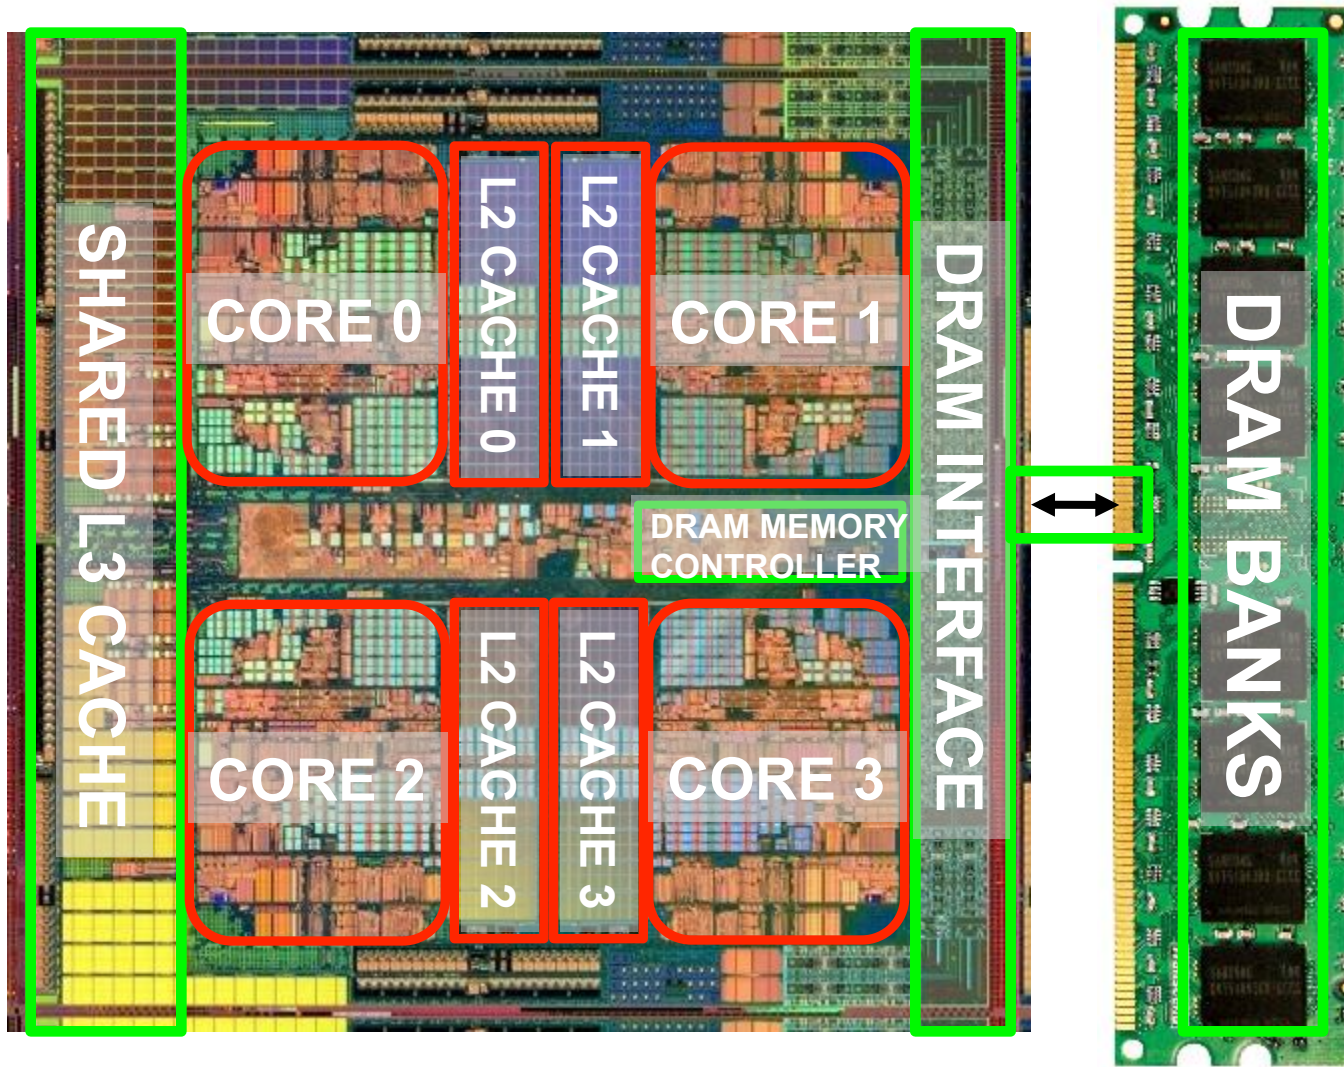 SHARED L3 CACHE
CORE 0
L2 CACHE 0
L2 CACHE 1
CORE 1
DRAM INTERFACE
DRAM BANKS
DRAM MEMORY
CONTROLLER
CORE 2
L2 CACHE 2
L2 CACHE 3
CORE 3